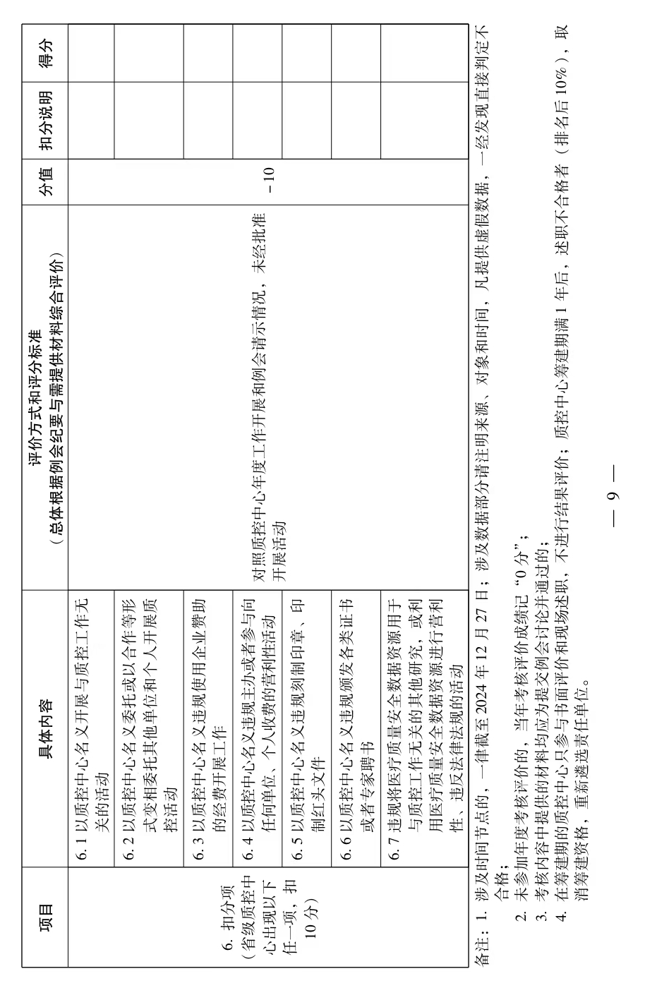 项目
具体内容
评价方式和评分标准
（总体根据例会纪要与需提供材料综合评价）
分值
扣分说明
得分
6. 扣分项
（省级质控中
心出现以下
任一项，扣
10 分）
6. 1 以质控中心名义开展与质控工作无
关的活动
6. 2 以质控中心名义委托或以合作等形
式变相委托其他单位和个人开展质
控活动
6. 3 以质控中心名义违规使用企业赞助
的经费开展工作
6. 4 以质控中心名义违规主办或者参与向
任何单位、个人收费的营利性活动
6. 5 以质控中心名义违规刻制印章、印
制红头文件
6. 6 以质控中心名义违规颁发各类证书
或者专家聘书
6. 7 违规将医疗质量安全数据资源用于
与质控工作无关的其他研究，或利
用医疗质量安全数据资源进行营利
性、违反法律法规的活动
对照质控中心年度工作开展和例会请示情况，未经批准
开展活动
-10
备注：1. 涉及时间节点的，一律截至 2024 年 12 月 27 日；涉及数据部分请注明来源、对象和时间，凡提供虚假数据，一经发现直接判定不
合格；
2. 未参加年度考核评价的，当年考核评价成绩记“0 分”；
3. 考核内容中提供的材料均应为提交例会讨论并通过的；
4. 在筹建期的质控中心只参与书面评价和现场述职，不进行结果评价；质控中心筹建期满 1 年后，述职不合格者（排名后 10%），取
消筹建资格，重新遴选责任单位。
— 9 —